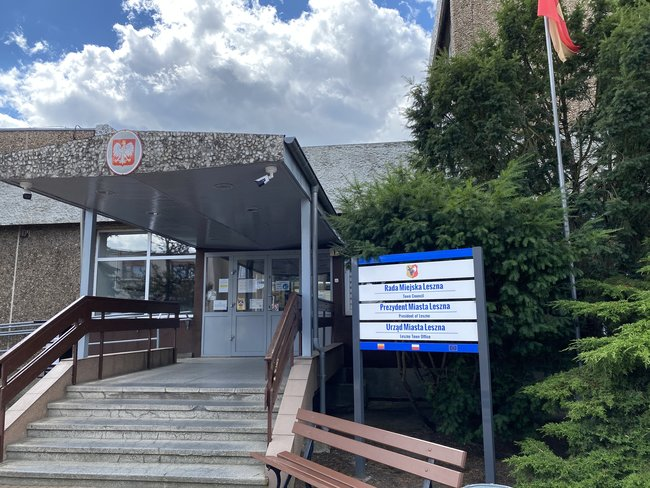 Rada Miejska Leszna
Town Council
Prezydent Miasta Leszna
President of Leszno
Urząd Miasta Leszna
Leszno Town Office